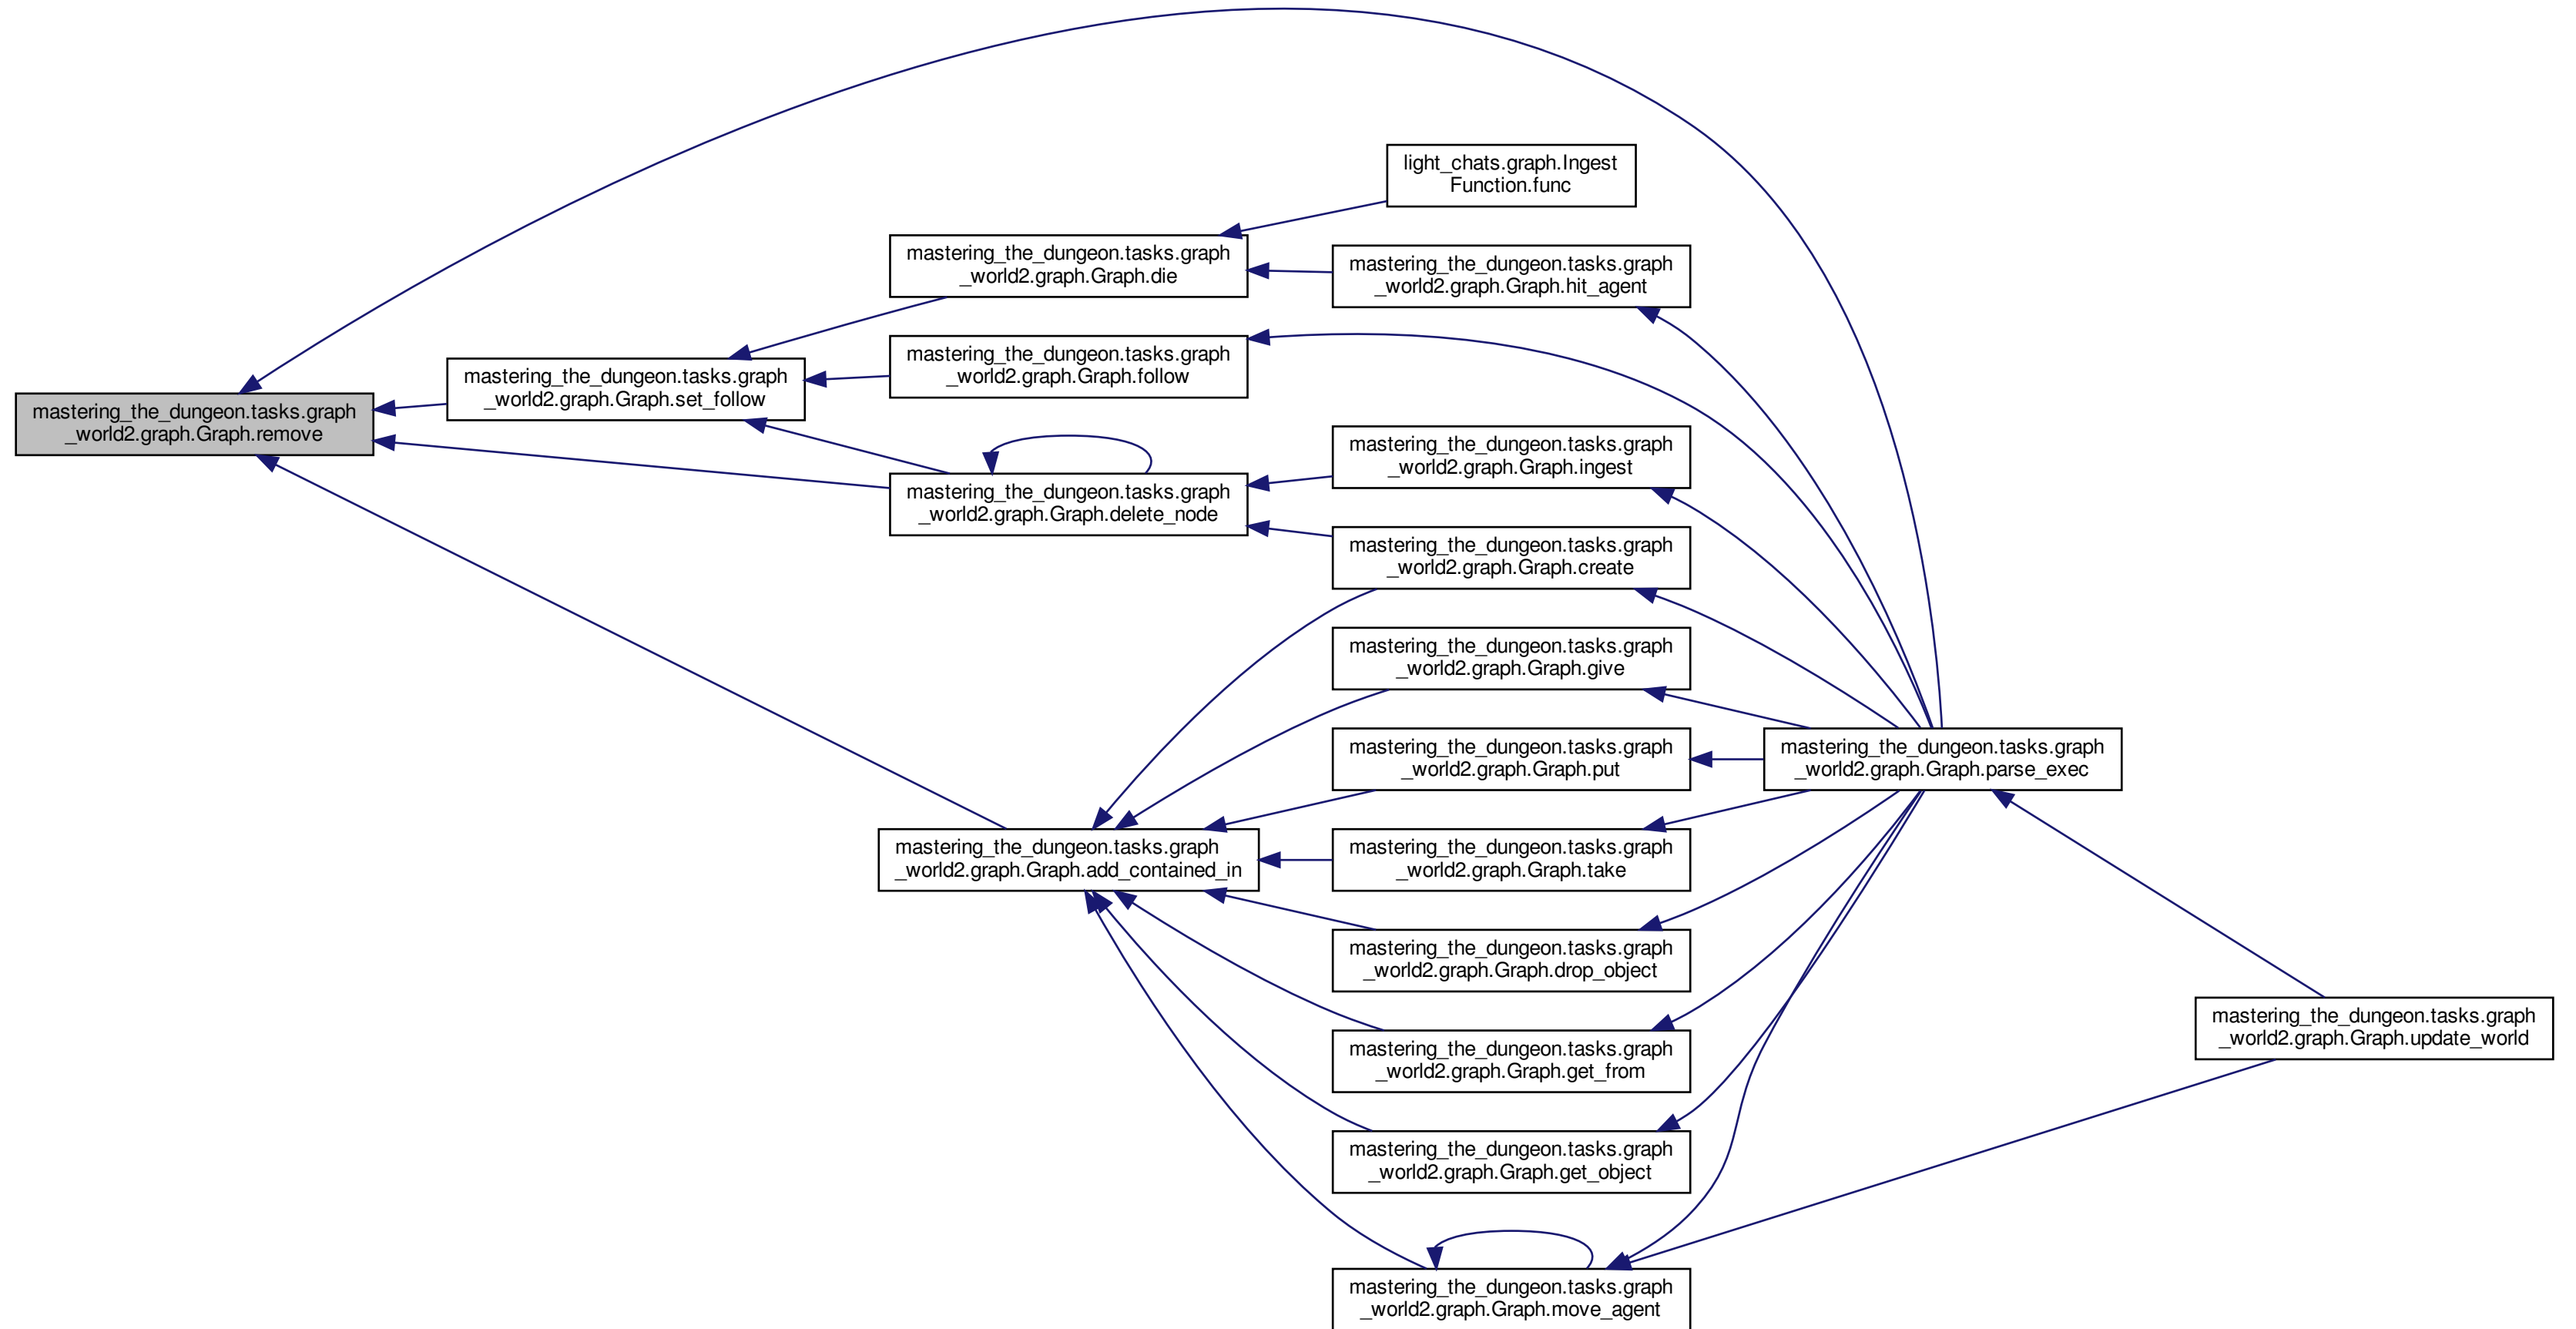 light_chats.graph.Ingest
Function.func
mastering_the_dungeon.tasks.graph
_world2.graph.Graph.die
mastering_the_dungeon.tasks.graph
_world2.graph.Graph.hit_agent
mastering_the_dungeon.tasks.graph
_world2.graph.Graph.follow
mastering_the_dungeon.tasks.graph
_world2.graph.Graph.set_follow
mastering_the_dungeon.tasks.graph
_world2.graph.Graph.remove
mastering_the_dungeon.tasks.graph
_world2.graph.Graph.ingest
mastering_the_dungeon.tasks.graph
_world2.graph.Graph.delete_node
mastering_the_dungeon.tasks.graph
_world2.graph.Graph.create
mastering_the_dungeon.tasks.graph
_world2.graph.Graph.give
mastering_the_dungeon.tasks.graph
_world2.graph.Graph.put
mastering_the_dungeon.tasks.graph
_world2.graph.Graph.parse_exec
mastering_the_dungeon.tasks.graph
_world2.graph.Graph.add_contained_in
mastering_the_dungeon.tasks.graph
_world2.graph.Graph.take
mastering_the_dungeon.tasks.graph
_world2.graph.Graph.drop_object
mastering_the_dungeon.tasks.graph
_world2.graph.Graph.update_world
mastering_the_dungeon.tasks.graph
_world2.graph.Graph.get_from
mastering_the_dungeon.tasks.graph
_world2.graph.Graph.get_object
mastering_the_dungeon.tasks.graph
_world2.graph.Graph.move_agent